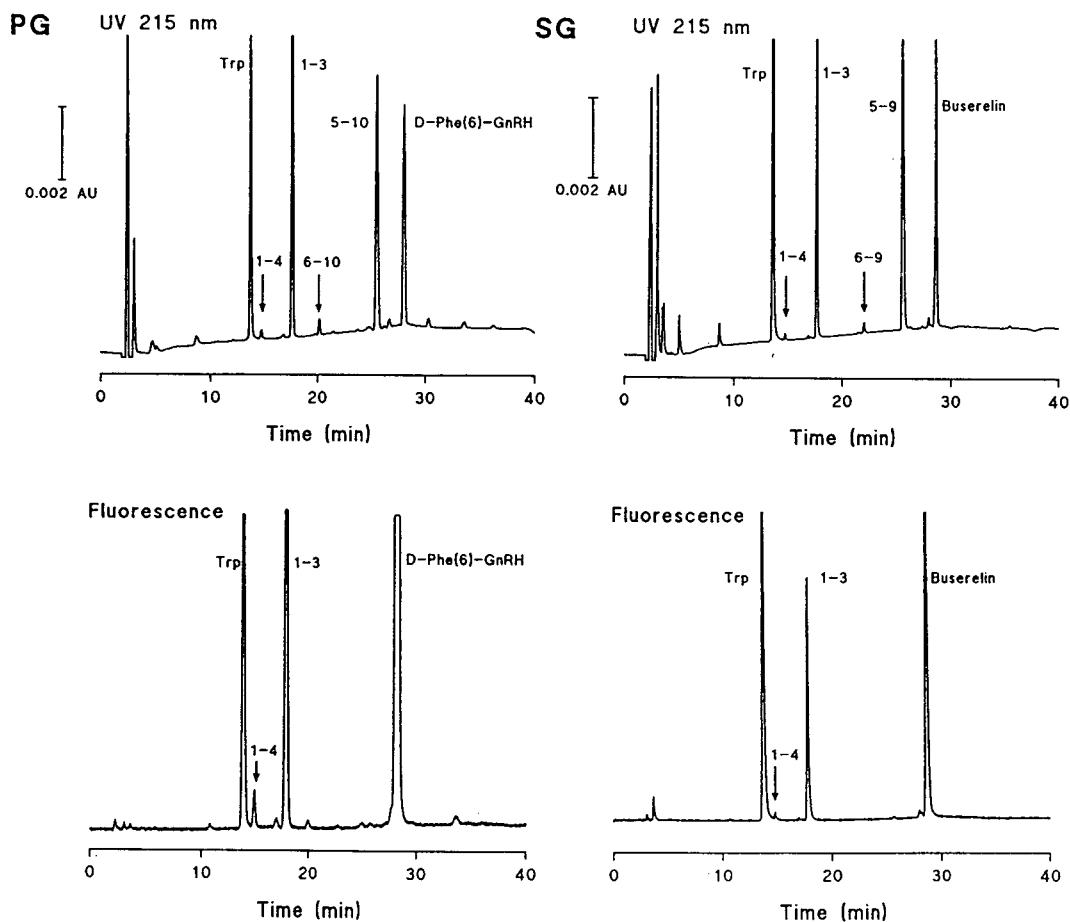 PG UV 215 nm
Trp
1-3
5-10
D-Phe(6)-GnRH
0.002 AU
1-4
6-10
0 10 20 30 40
Time (min)
SG UV 215 nm
Trp
1-3
5-9
Buserelin
0.002 AU
1-4
6-9
0 10 20 30 40
Time (min)
Fluorescence
Trp
1-3
D-Phe(6)-GnRH
1-4
0 10 20 30 40
Time (min)
Fluorescence
Trp
1-3
Buserelin
1-4
0 10 20 30 40
Time (min)